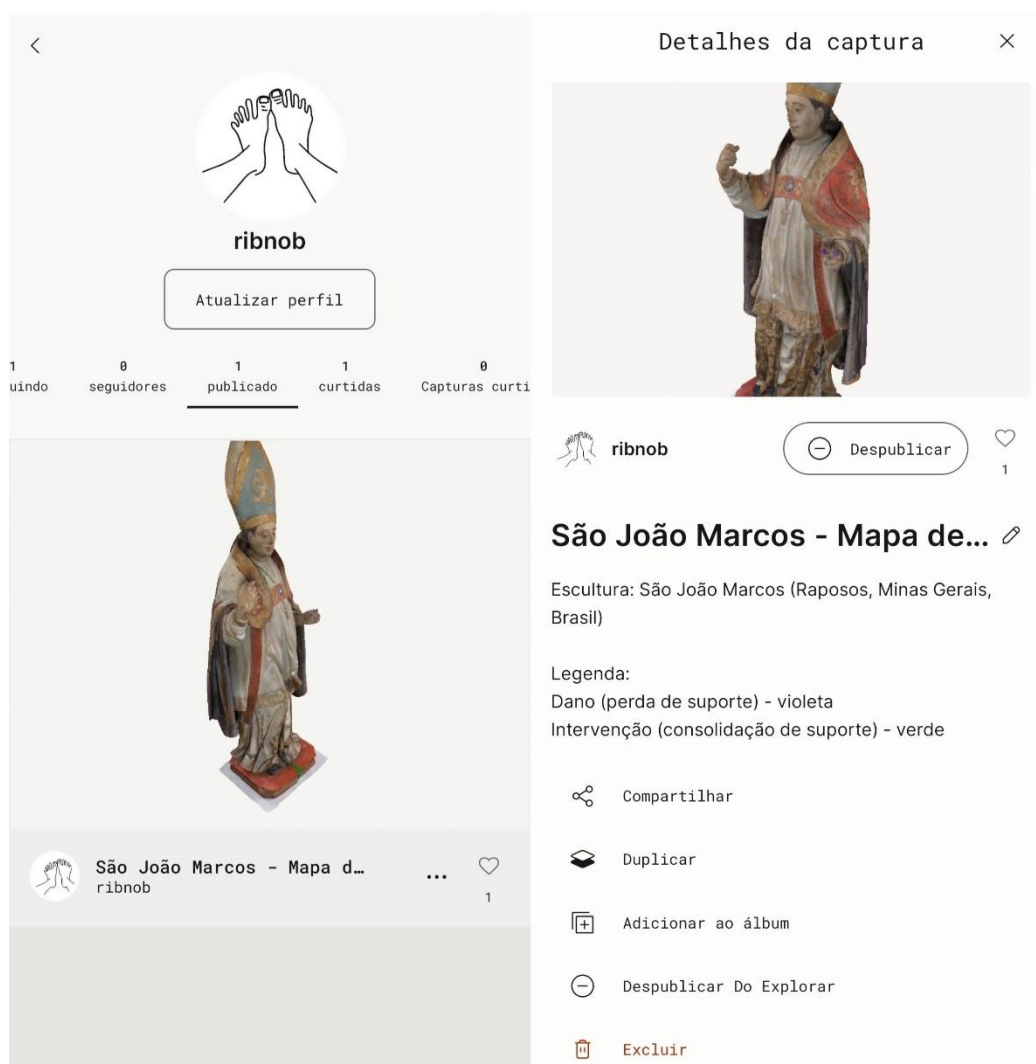 ribnob
Atualizar perfil
1 0 1 1 0
uindo seguidores publicado curtidas Capturas curti
São João Marcos - Mapa d...
ribnob
1
Detalhes da captura
ribnob
Despublicar
1
São João Marcos - Mapa de...
Escultura: São João Marcos (Raposos, Minas Gerais,
Brasil)
Legenda:
Dano (perda de suporte) - violeta
Intervenção (consolidação de suporte) - verde
Compartilhar
Duplicar
Adicionar ao álbum
Despublicar Do Explorar
Excluir